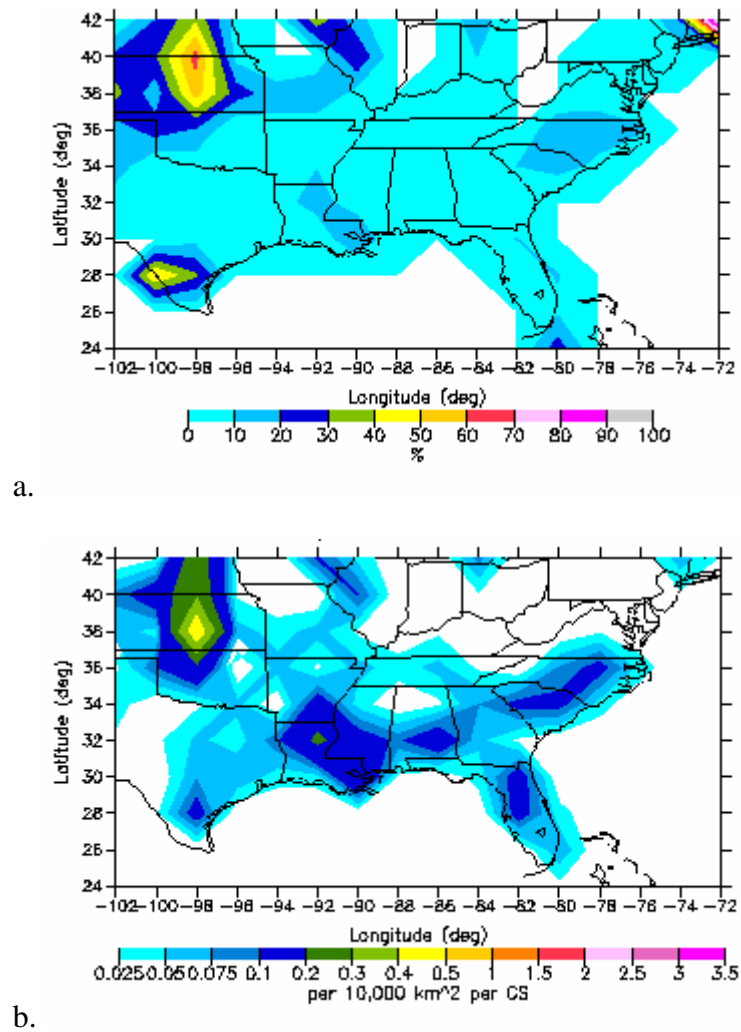 42
40
38
36
34
32
30
28
26
24
Latitude (deg)
-102-100-98 -96 -94 -92 -90 -88 -86 -84 -82 -80 -78 -76 -74 -72
Longitude (deg)
0 10 20 30 40 50 60 70 80 90 100
%
a.
42
40
38
36
34
32
30
28
26
24
Latitude (deg)
-102-100-98 -96 -94 -92 -90 -88 -86 -84 -82 -80 -78 -76 -74 -72
Longitude (deg)
0.025 0.05 0.075 0.1 0.2 0.3 0.4 0.5 1 1.5 2 2.5 3 3.5
per 10,000 km^2 per CS
b.